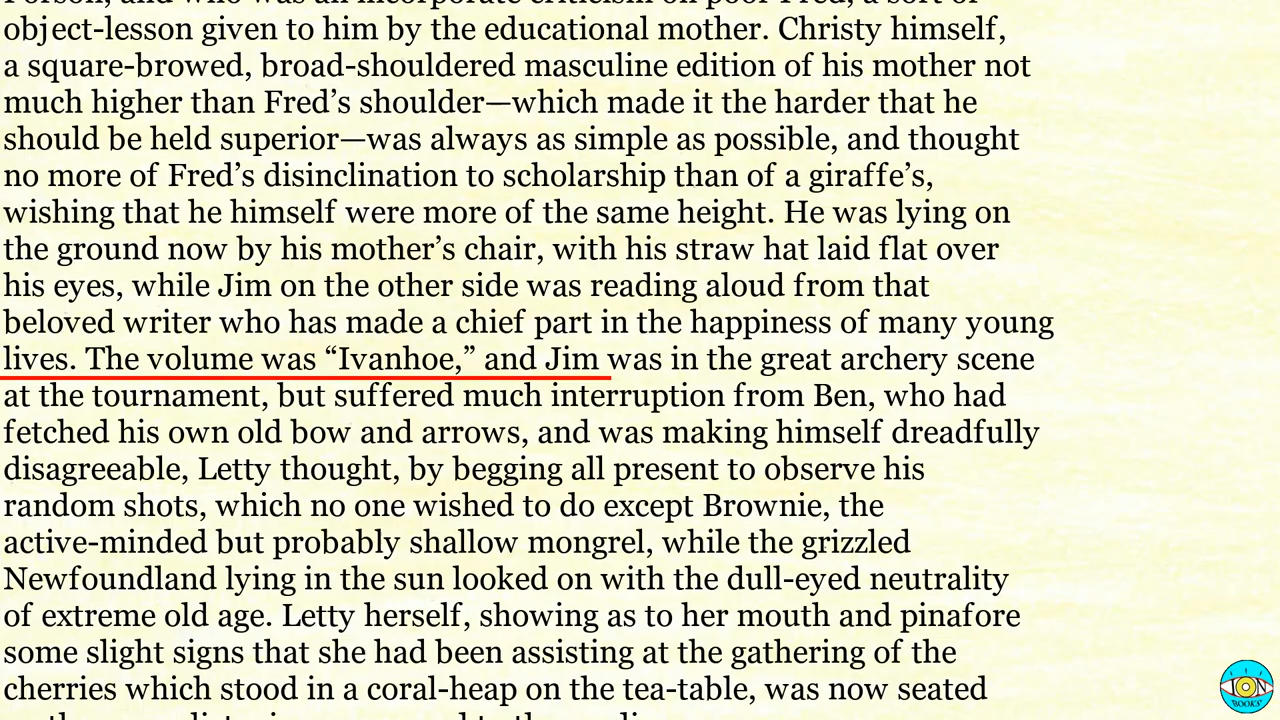 object-lesson given to him by the educational mother. Christy himself,
a square-browed, broad-shouldered masculine edition of his mother not
much higher than Fred’s shoulder—which made it the harder that he
should be held superior—was always as simple as possible, and thought
no more of Fred’s disinclination to scholarship than of a giraffe’s,
wishing that he himself were more of the same height. He was lying on
the ground now by his mother’s chair, with his straw hat laid flat over
his eyes, while Jim on the other side was reading aloud from that
beloved writer who has made a chief part in the happiness of many young
lives. The volume was “Ivanhoe,” and Jim was in the great archery scene
at the tournament, but suffered much interruption from Ben, who had
fetched his own old bow and arrows, and was making himself dreadfully
disagreeable, Letty thought, by begging all present to observe his
random shots, which no one wished to do except Brownie, the
active-minded but probably shallow mongrel, while the grizzled
Newfoundland lying in the sun looked on with the dull-eyed neutrality
of extreme old age. Letty herself, showing as to her mouth and pinafore
some slight signs that she had been assisting at the gathering of the
cherries which stood in a coral-heap on the tea-table, was now seated
ION
BOOKS